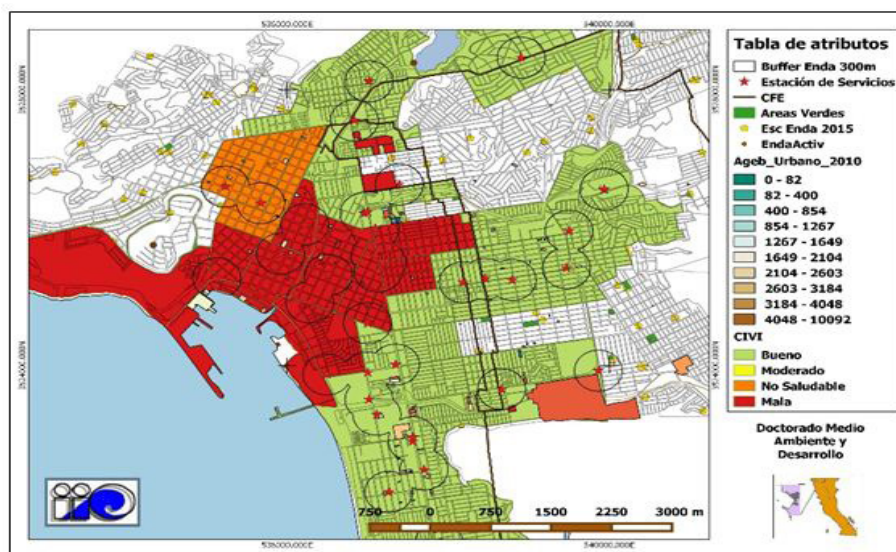 536000.000E
540000.000E
Tabla de atributos
Buffer Enda 300m
Estación de Servicios
CFE
Areas Verdes
Esc Enda 2015
EndaActiv
Ageb_Urbano_2010
0 - 82
82 - 400
400 - 854
854 - 1267
1267 - 1649
1649 - 2104
2104 - 2603
2603 - 3184
3184 - 4048
4048 - 10092
CIVI
Bueno
Moderado
No Saludable
Mala
Doctorado Medio
Ambiente y
Desarrollo
750 0 750 1500 2250 3000 m
536000.000E
540000.000E